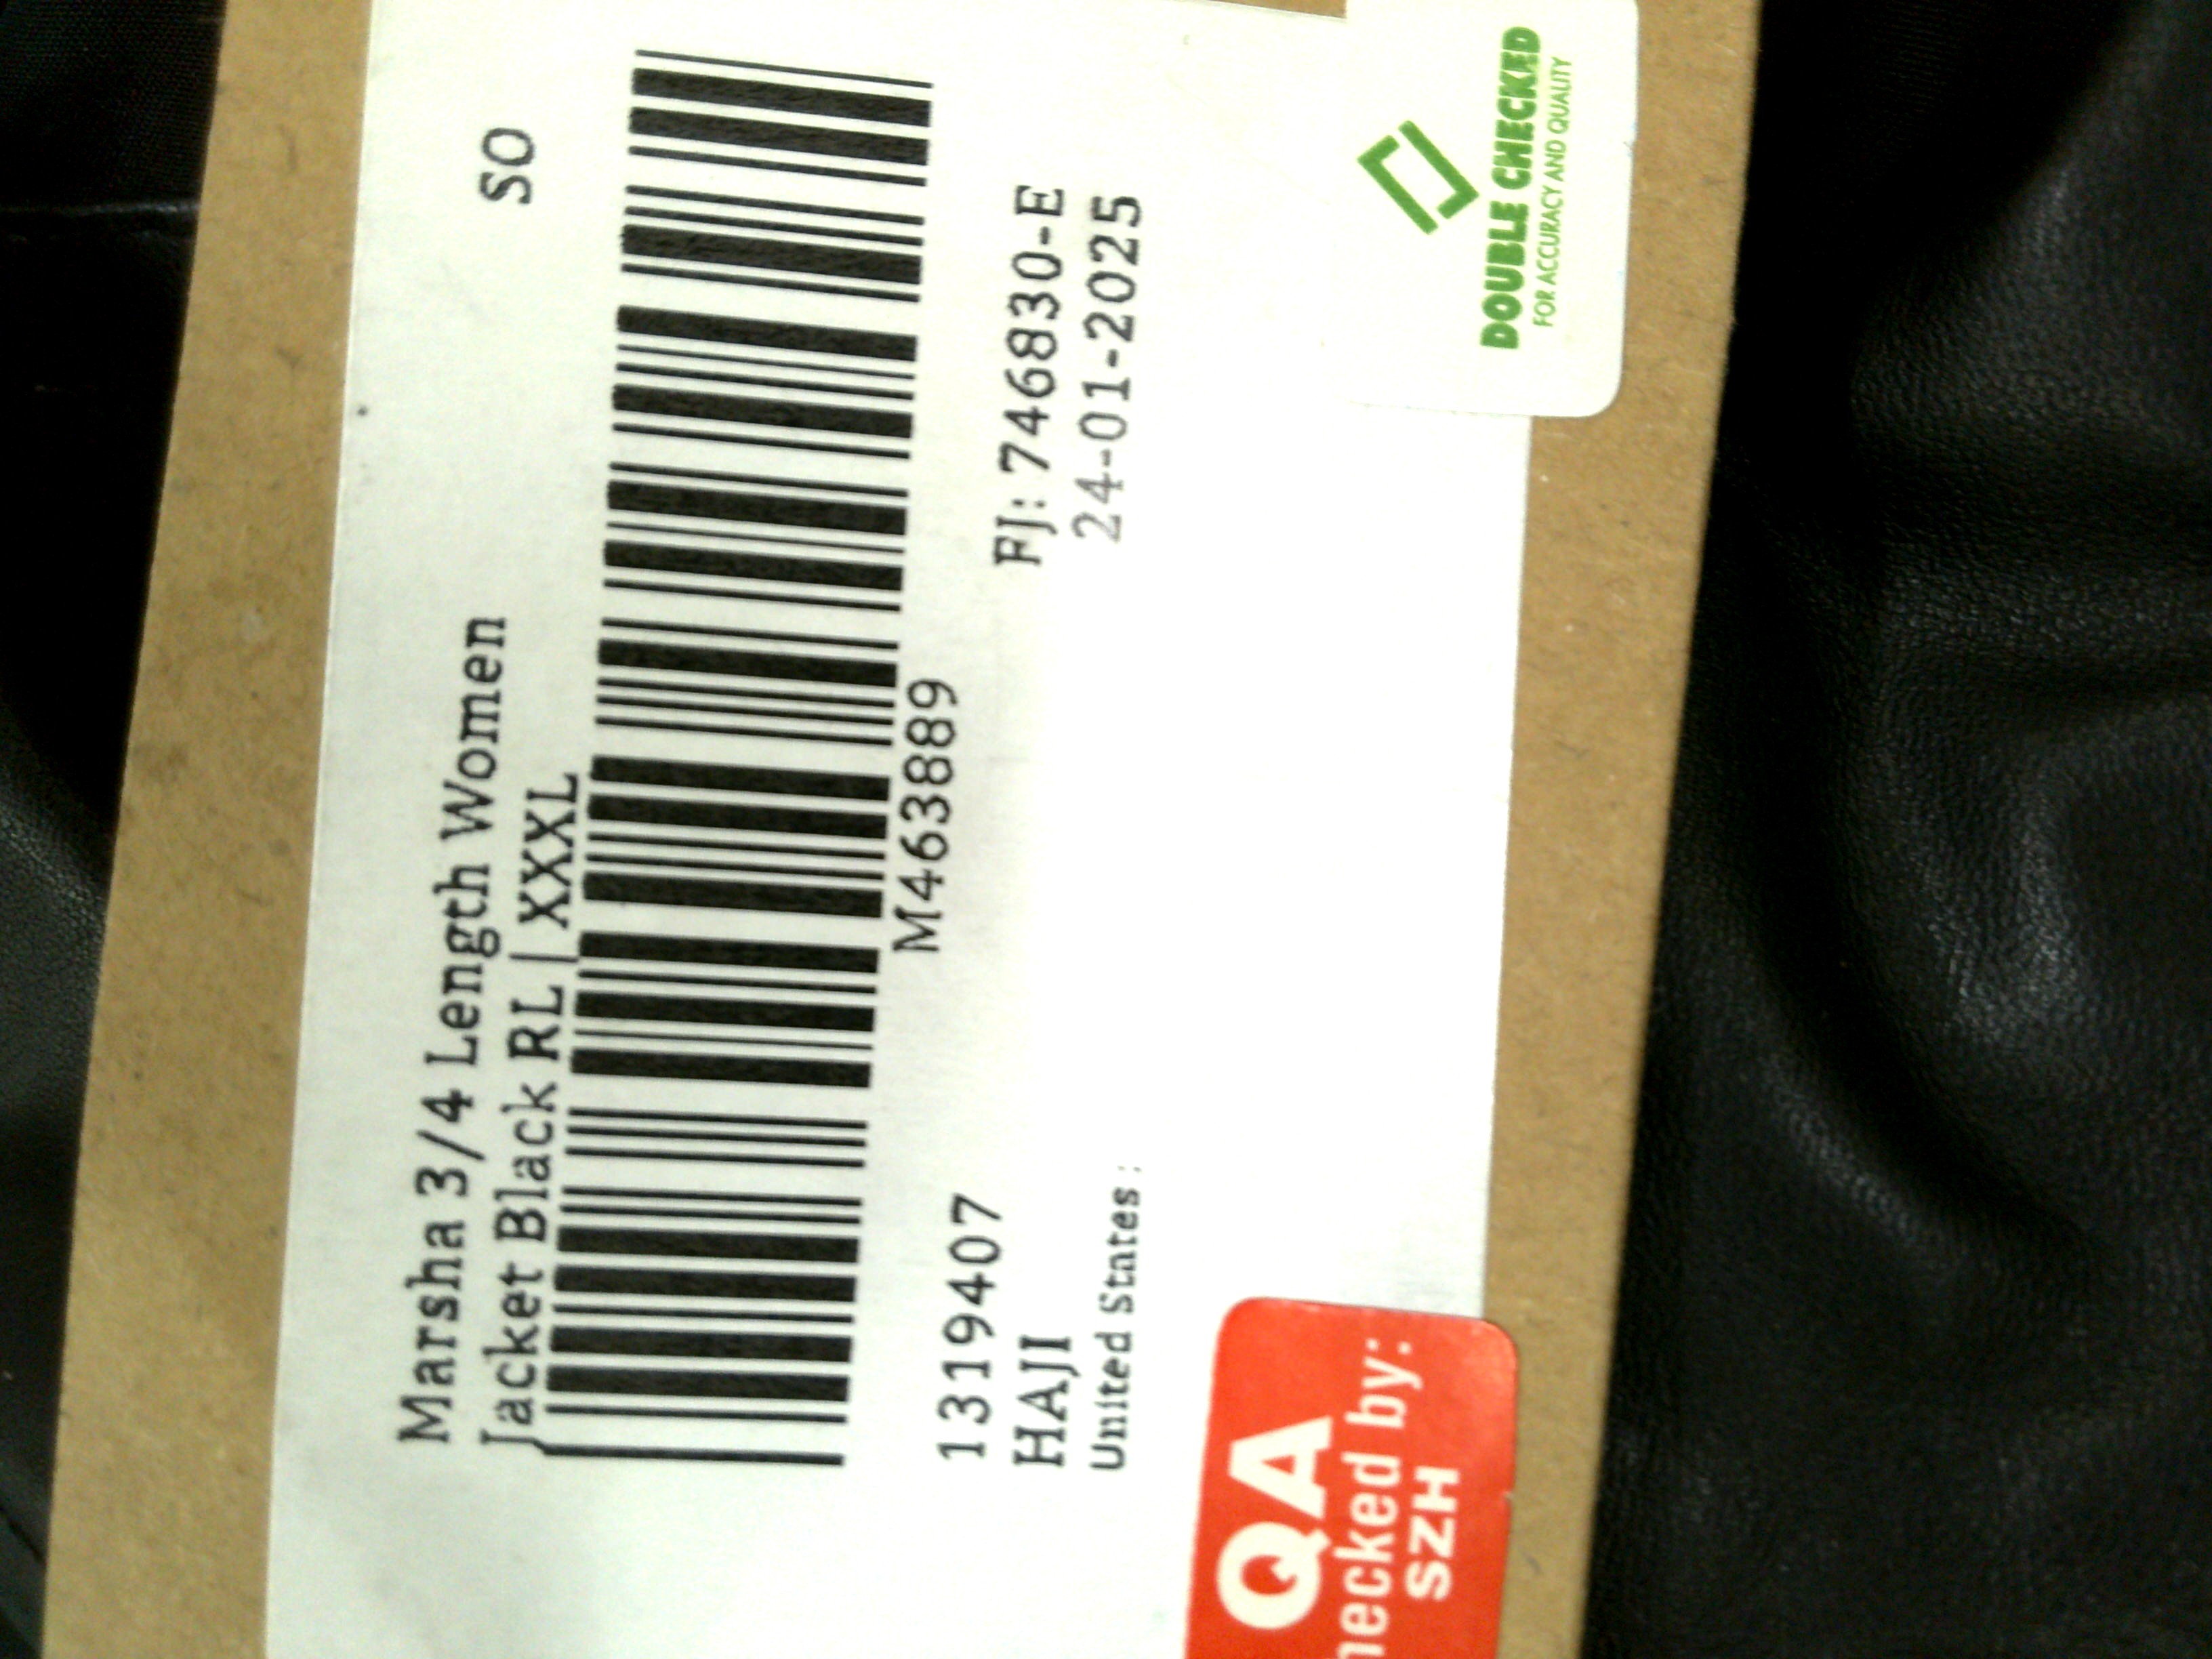 SO
Marsha 3/4 Length Women
Jacket Black RL | XXXL
M463889
1319407
FJ: 746830-E
HAJI
24-01-2025
United States :
QA
hecked by:
SZH
DOUBLE CHECKED
FOR ACCURACY AND QUALITY